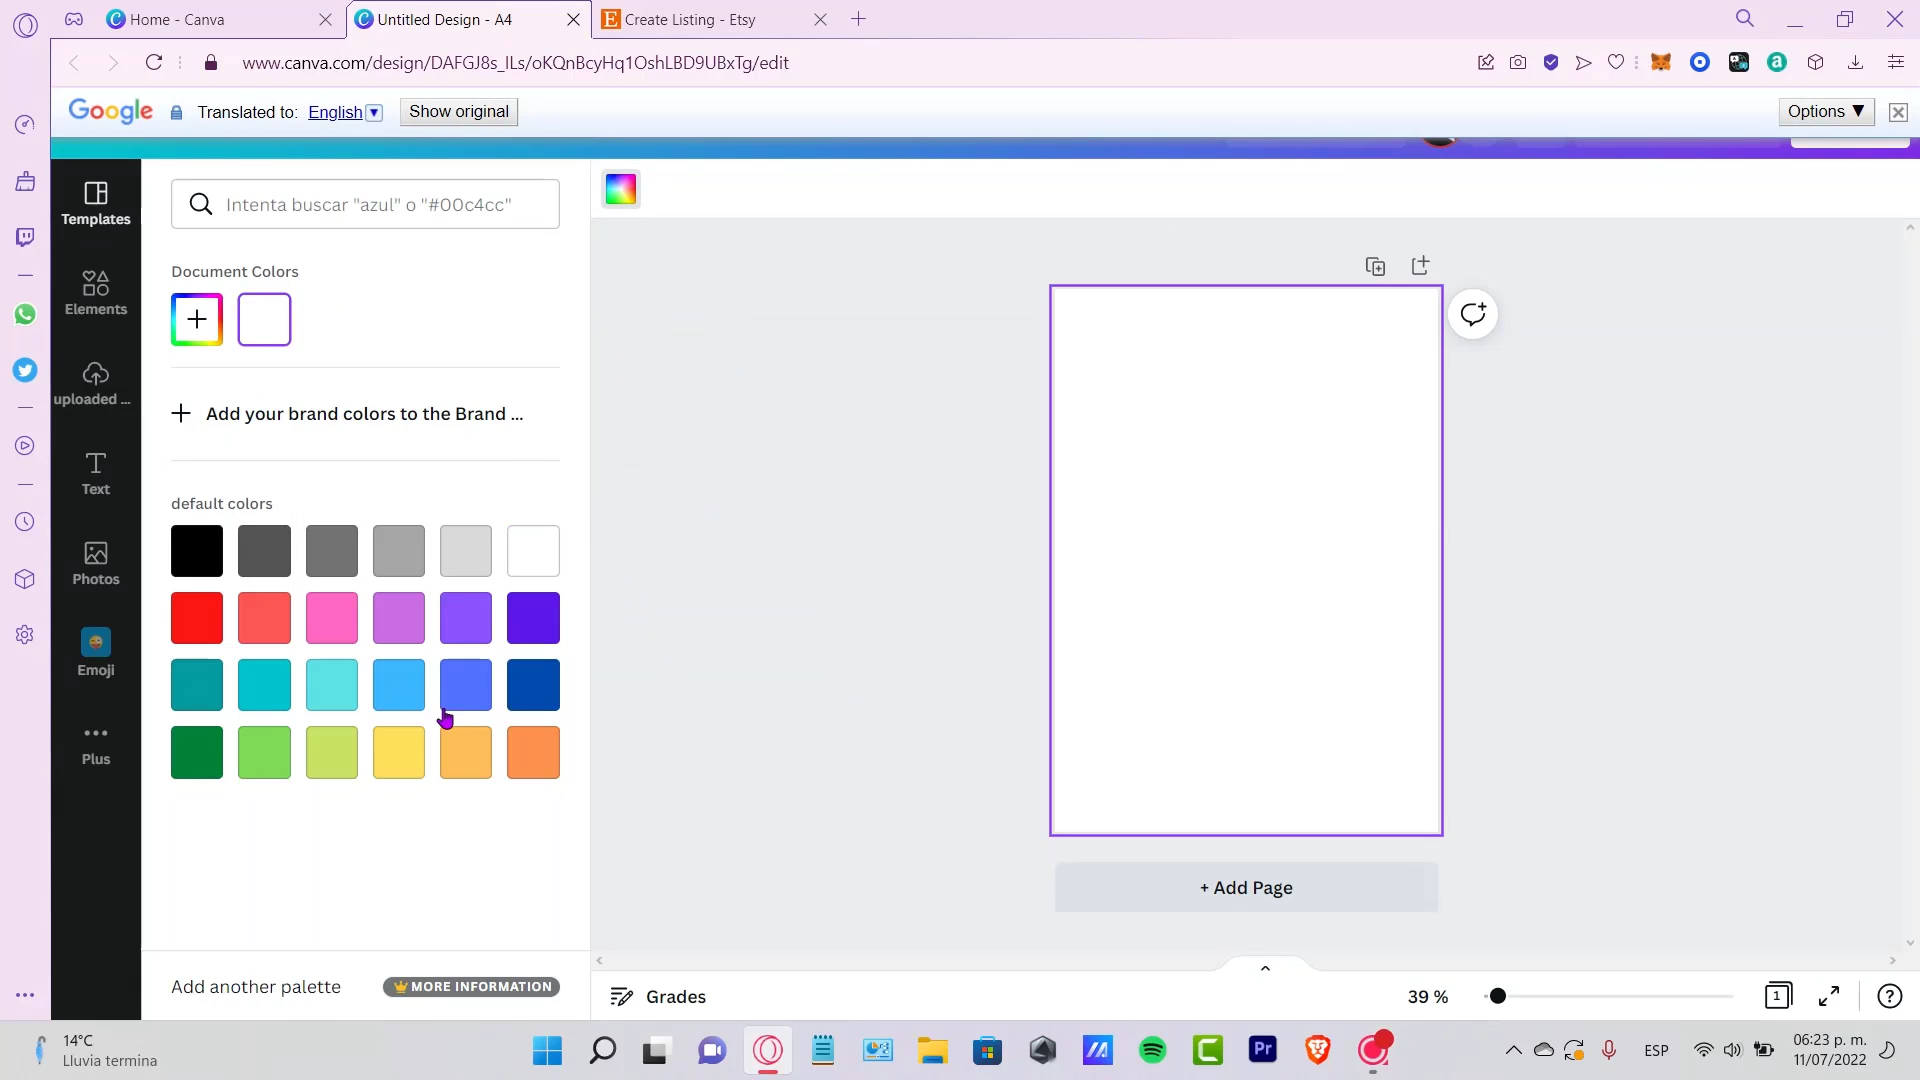 Home - Canva
Untitled Design - A4
Create Listing - Etsy
www.canva.com/design/DAFGJ8s_ILs/oKQnBcyHq1OshLBD9UBxTg/edit
Google
Translated to: English
Show original
Options ▼
Templates
Elements
uploaded ...
Text
Photos
Emoji
Plus
Intenta buscar "azul" o "#00c4cc"
Document Colors
Add your brand colors to the Brand ...
default colors
Add another palette
MORE INFORMATION
+ Add Page
Grades
39 %
1
14°C
Lluvia termina
Pr
ESP
06:23 p. m.
11/07/2022